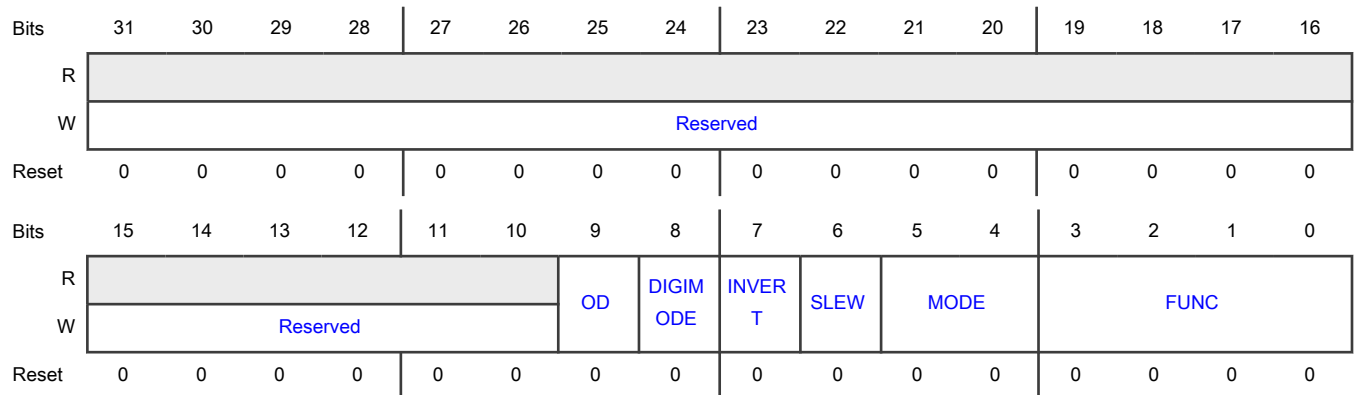 Bits 31 30 29 28 27 26 25 24 23 22 21 20 19 18 17 16
R
W Reserved
Reset 0 0 0 0 0 0 0 0 0 0 0 0 0 0 0 0
Bits 15 14 13 12 11 10 9 8 7 6 5 4 3 2 1 0
R
W Reserved
OD
DIGIM
ODE
INVER
T
SLEW
MODE
FUNC
Reset 0 0 0 0 0 0 0 0 0 0 0 0 0 0 0 0